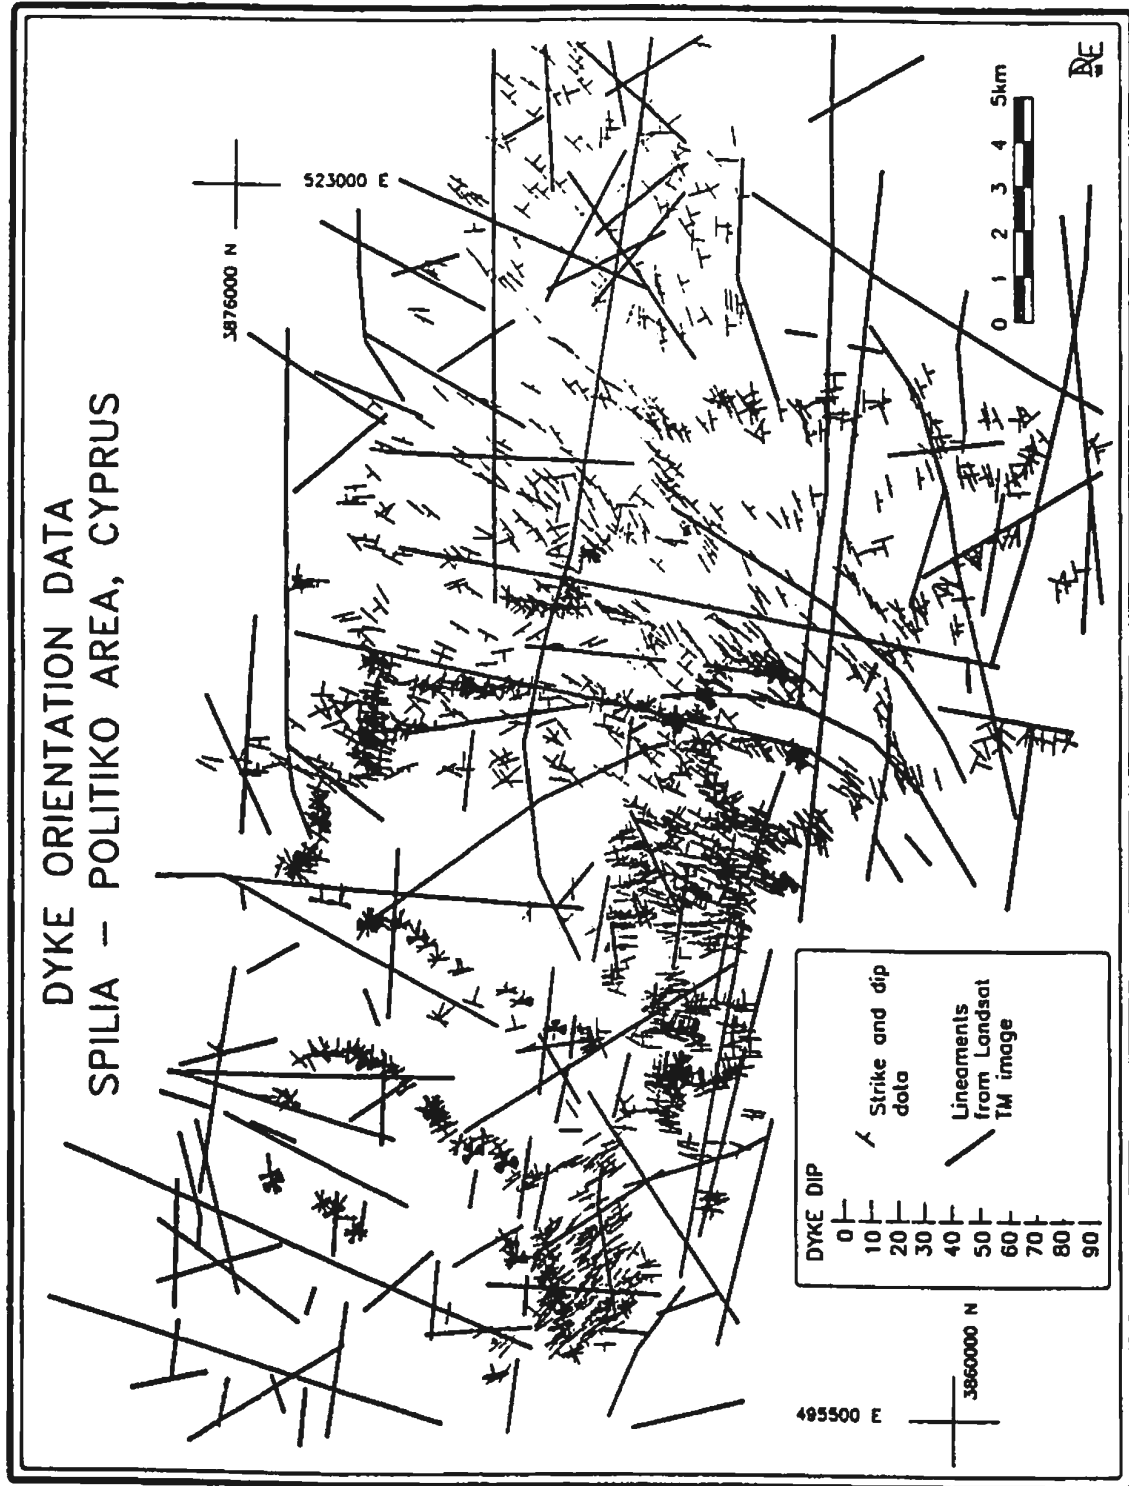 DYKE ORIENTATION DATA
SPILIA – POLITIKO AREA, CYPRUS
3876000 N
523000 E
0 1 2 3 4 5km
DYKE DIP
0
10
20
30
40
50
60
70
80
90
Strike and dip
data
Lineaments
from Landsat
TM image
495500 E
3860000 N